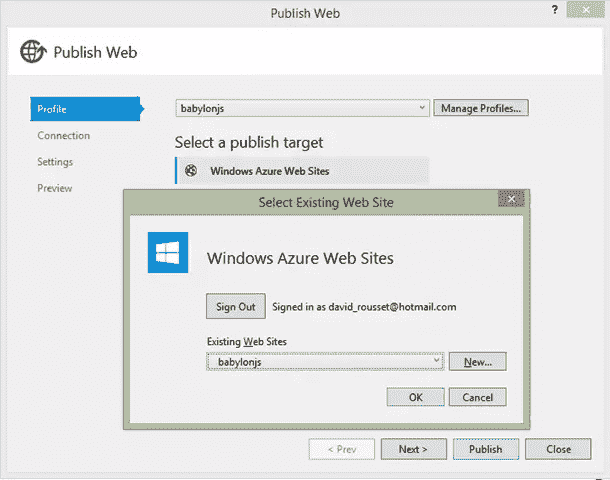 Publish Web
?
Publish Web
Profile
babylonjs
Manage Profiles...
Connection
Select a publish target
Settings
Windows Azure Web Sites
Preview
Select Existing Web Site
Windows Azure Web Sites
Sign Out
Signed in as david_rousset@hotmail.com
Existing Web Sites
babylonjs
New...
OK
Cancel
< Prev
Next >
Publish
Close